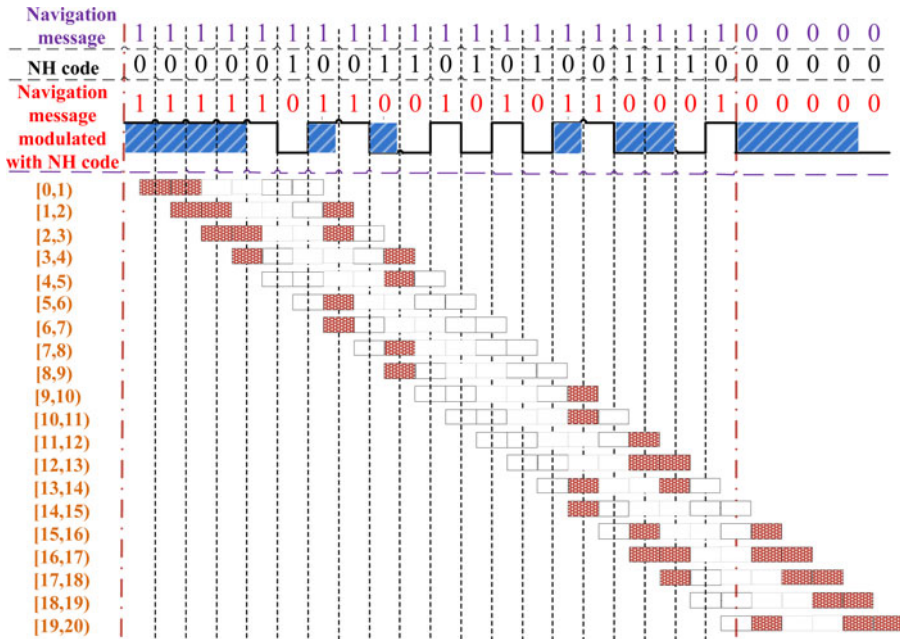 Navigation
message 1 1 1 1 1 1 1 1 1 1 1 1 1 1 1 1 1 1 1 1 0 0 0 0 0
NH code 0 0 0 0 0 1 0 0 1 1 0 1 0 1 0 0 1 1 1 0 0 0 0 0 0
Navigation
message 1 1 1 1 1 0 1 1 0 0 1 0 1 0 1 1 0 0 0 1 0 0 0 0 0
modulated
with NH code
[0,1)
[1,2)
[2,3)
[3,4)
[4,5)
[5,6)
[6,7)
[7,8)
[8,9)
[9,10)
[10,11)
[11,12)
[12,13)
[13,14)
[14,15)
[15,16)
[16,17)
[17,18)
[18,19)
[19,20)